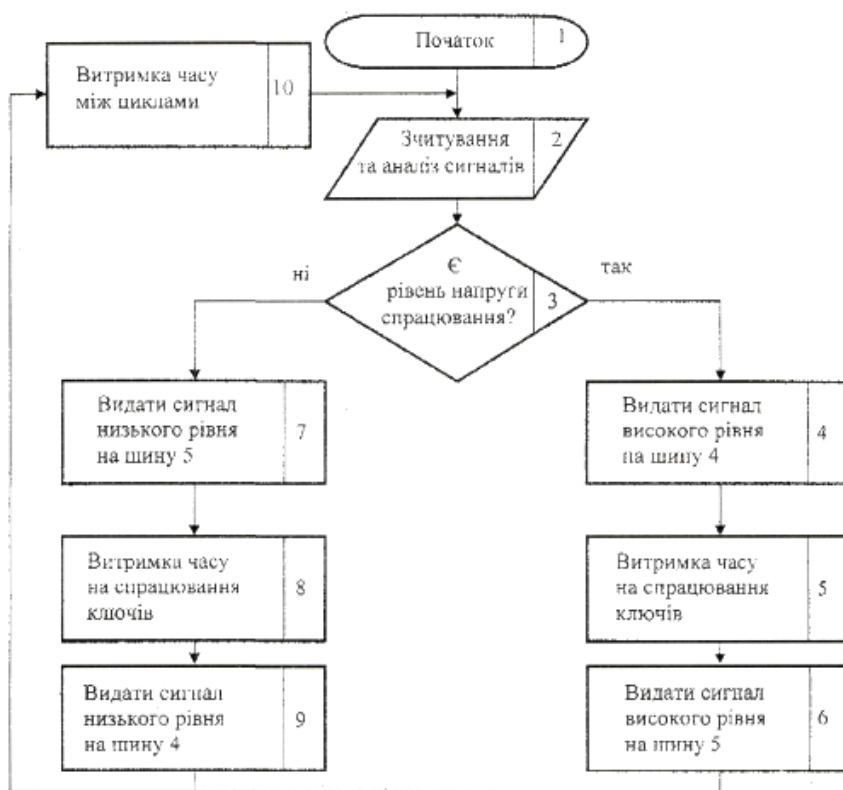 Початок 1
Витримка часу
між циклами
10
Зчитування
та аналіз сигналів
2
Є
рівень напруги
спрацювання?
3
ні
так
Видати сигнал
низького рівня
на шину 5
7
Видати сигнал
високого рівня
на шину 4
4
Витримка часу
на спрацювання
ключів
8
Витримка часу
на спрацювання
ключів
5
Видати сигнал
низького рівня
на шину 4
9
Видати сигнал
високого рівня
на шину 5
6